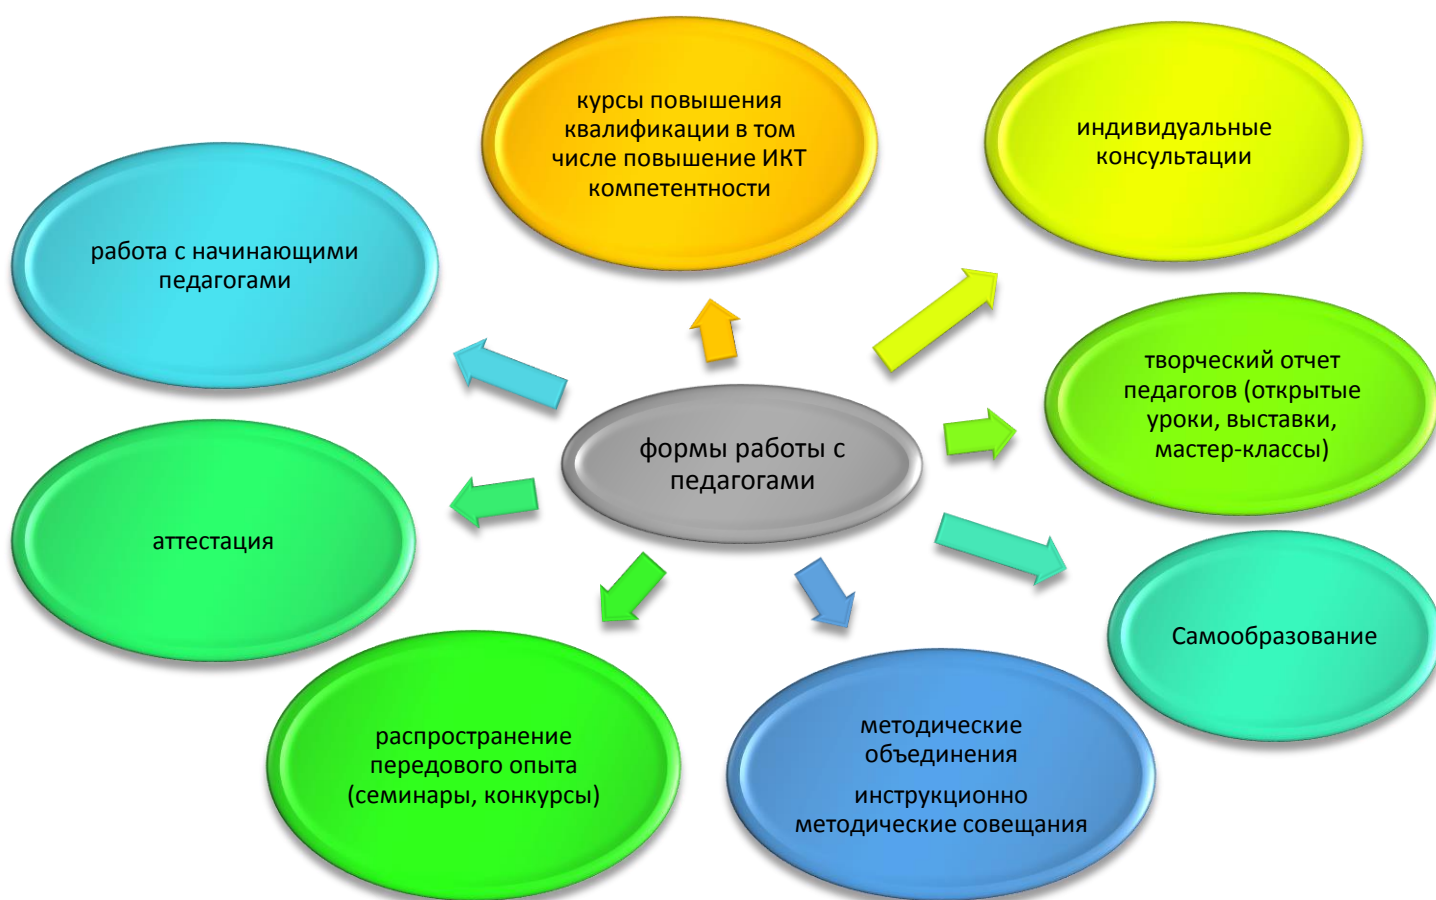 курсы повышения
квалификации в том
числе повышение ИКТ
компетентности
индивидуальные
консультации
работа с начинающими
педагогами
творческий отчет
педагогов (открытые
уроки, выставки,
мастер-классы)
формы работы с
педагогами
аттестация
Самообразование
распространение
передового опыта
(семинары, конкурсы)
методические
объединения
инструкционно
методические совещания